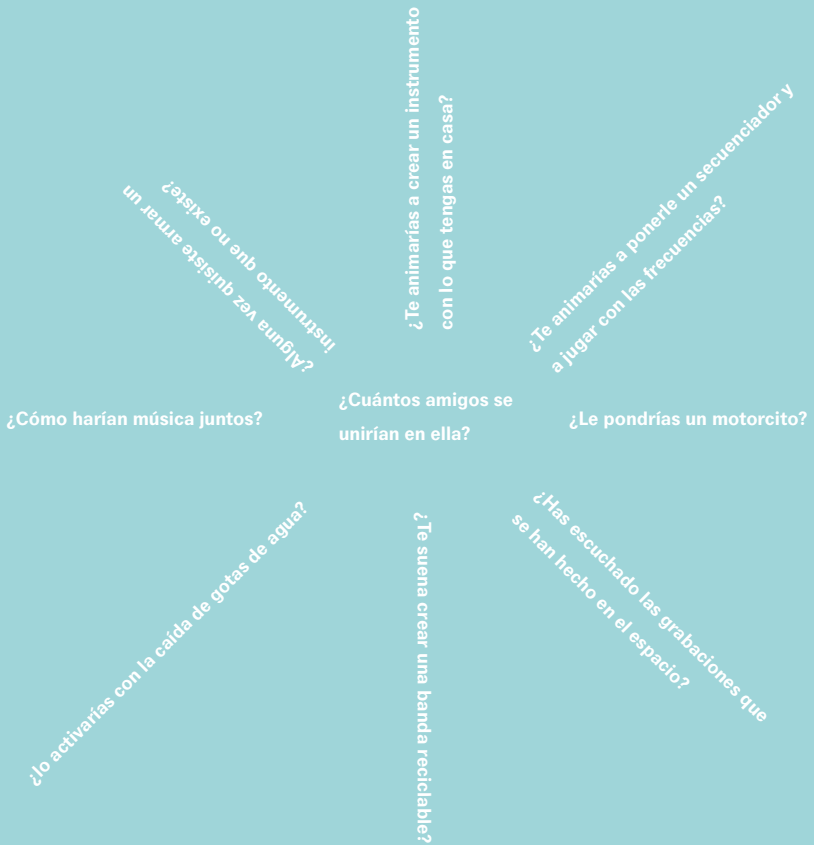 ¿Alguna vez quisiste armar un
instrumento que no existe?
¿Te animarías a crear un instrumento
con lo que tengas en casa?
¿Te animarías a ponerle un secuenciador y
a jugar con las frecuencias?
¿Cómo harían música juntos?
¿Cuántos amigos se
unirían en ella?
¿Le pondrías un motorcito?
¿lo activarías con la caída de gotas de agua?
¿Te suena crear una banda reciclable?
¿Has escuchado las grabaciones que
se han hecho en el espacio?